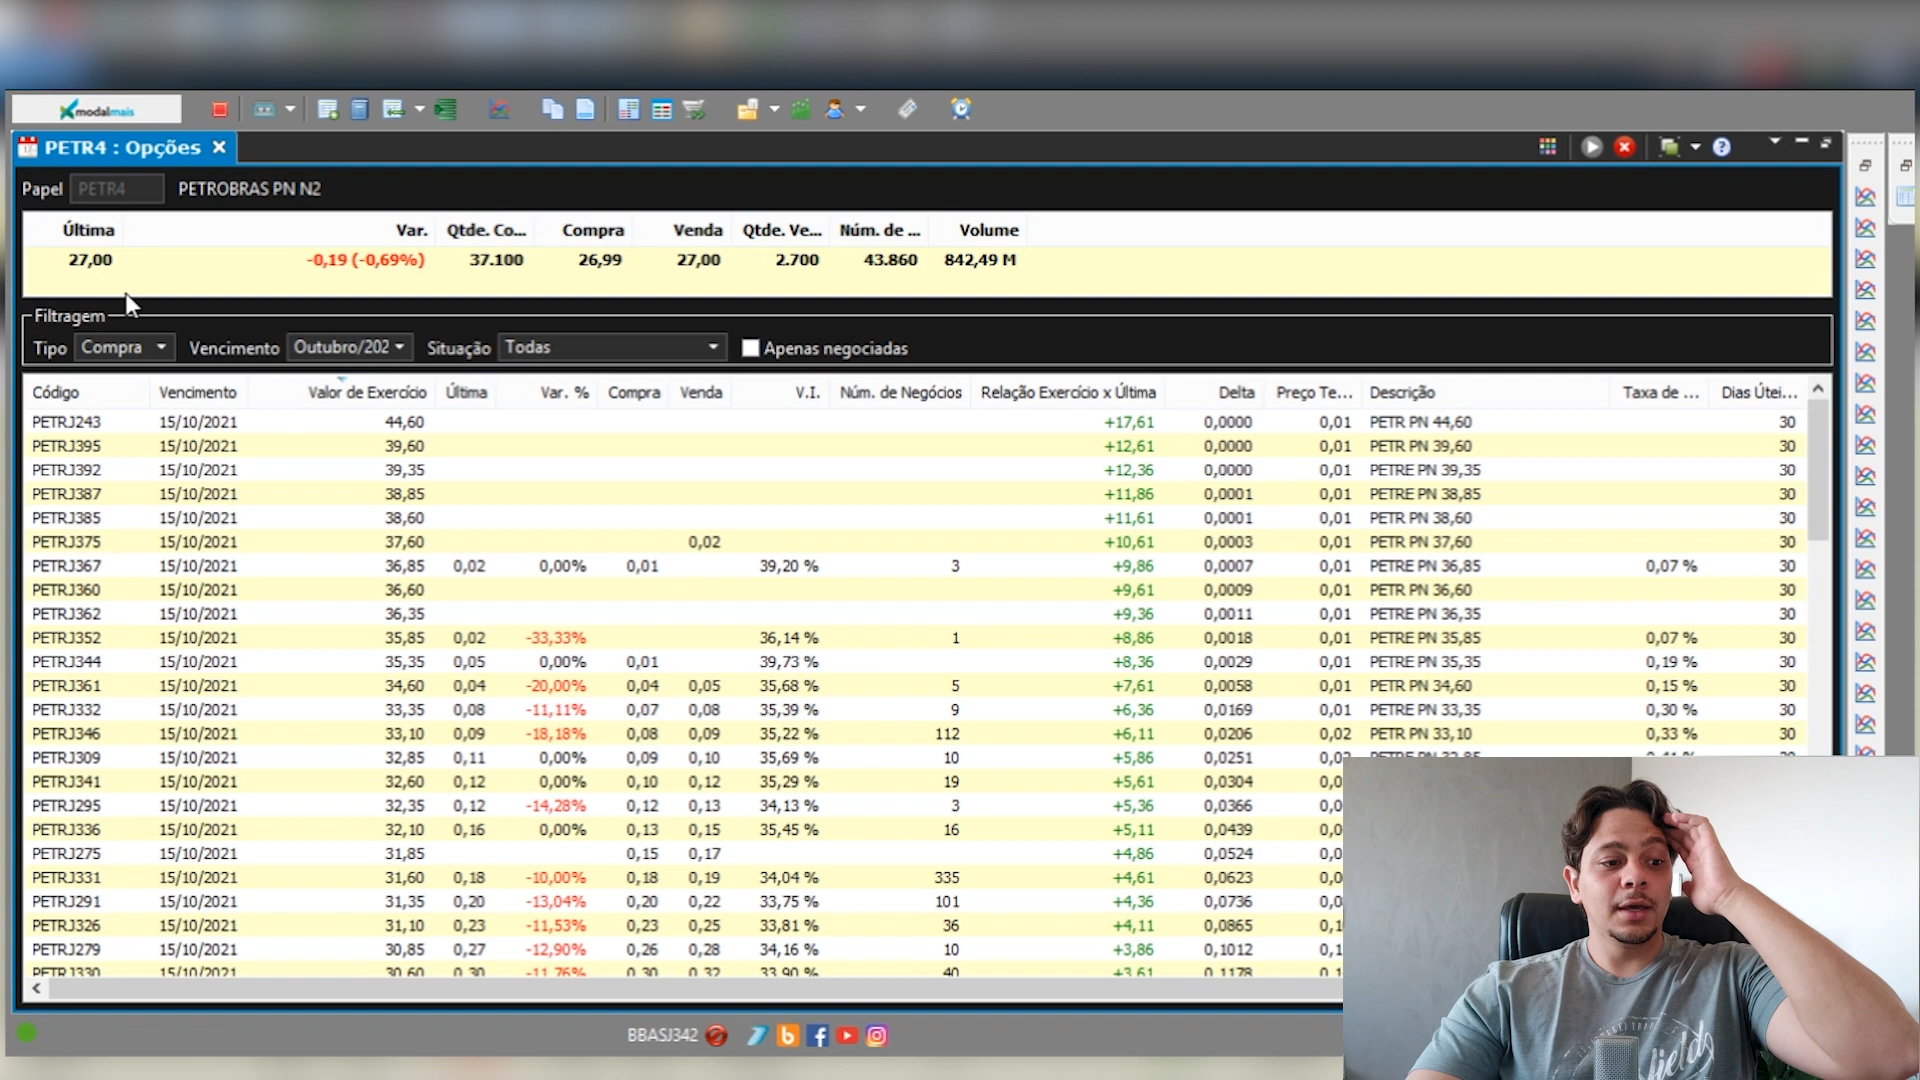 modalmais
PETR4 : Opções
Papel PETR4 PETROBRAS PN N2
Última Var. Qtde. Co... Compra Venda Qtde. Ve... Núm. de ... Volume
27,00 -0,19 (-0,69%) 37.100 26,99 27,00 2.700 43.860 842,49 M
Filtragem
Tipo Compra Vencimento Outubro/202 Situação Todas Apenas negociadas
Código Vencimento Valor de Exercício Última Var. % Compra Venda V.I. Núm. de Negócios Relação Exercício x Última Delta Preço Te... Descrição Taxa de ... Dias Útei...
PETRJ243 15/10/2021 44,60 +17,61 0,0000 0,01 PETR PN 44,60 30
PETRJ395 15/10/2021 39,60 +12,61 0,0000 0,01 PETR PN 39,60 30
PETRJ392 15/10/2021 39,35 +12,36 0,0000 0,01 PETRE PN 39,35 30
PETRJ387 15/10/2021 38,85 +11,86 0,0001 0,01 PETRE PN 38,85 30
PETRJ385 15/10/2021 38,60 +11,61 0,0001 0,01 PETR PN 38,60 30
PETRJ375 15/10/2021 37,60 0,02 +10,61 0,0003 0,01 PETR PN 37,60 30
PETRJ367 15/10/2021 36,85 0,02 0,00% 0,01 39,20 % 3 +9,86 0,0007 0,01 PETRE PN 36,85 0,07 % 30
PETRJ360 15/10/2021 36,60 +9,61 0,0009 0,01 PETR PN 36,60 30
PETRJ362 15/10/2021 36,35 +9,36 0,0011 0,01 PETRE PN 36,35 30
PETRJ352 15/10/2021 35,85 0,02 -33,33% 36,14 % 1 +8,86 0,0018 0,01 PETRE PN 35,85 0,07 % 30
PETRJ344 15/10/2021 35,35 0,05 0,00% 0,01 39,73 % +8,36 0,0029 0,01 PETRE PN 35,35 0,19 % 30
PETRJ361 15/10/2021 34,60 0,04 -20,00% 0,04 0,05 35,68 % 5 +7,61 0,0058 0,01 PETR PN 34,60 0,15 % 30
PETRJ332 15/10/2021 33,35 0,08 -11,11% 0,07 0,08 35,39 % 9 +6,36 0,0169 0,01 PETRE PN 33,35 0,30 % 30
PETRJ346 15/10/2021 33,10 0,09 -18,18% 0,08 0,09 35,22 % 112 +6,11 0,0206 0,02 PETR PN 33,10 0,33 % 30
PETRJ309 15/10/2021 32,85 0,11 0,00% 0,09 0,10 35,69 % 10 +5,86 0,0251
PETRJ341 15/10/2021 32,60 0,12 0,00% 0,10 0,12 35,29 % 19 +5,61 0,0304
PETRJ295 15/10/2021 32,35 0,12 -14,28% 0,12 0,13 34,13 % 3 +5,36 0,0366
PETRJ336 15/10/2021 32,10 0,16 0,00% 0,13 0,15 35,45 % 16 +5,11 0,0439
PETRJ275 15/10/2021 31,85 0,15 0,17 +4,86 0,0524
PETRJ331 15/10/2021 31,60 0,18 -10,00% 0,18 0,19 34,04 % 335 +4,61 0,0623
PETRJ291 15/10/2021 31,35 0,20 -13,04% 0,20 0,22 33,75 % 101 +4,36 0,0736
PETRJ326 15/10/2021 31,10 0,23 -11,53% 0,23 0,25 33,81 % 36 +4,11 0,0865
PETRJ279 15/10/2021 30,85 0,27 -12,90% 0,26 0,28 34,16 % 10 +3,86 0,1012
PETRJ330 15/10/2021 30,60 0,30 -11,76% 0,30 0,32 33,90 % 40 +3,61 0,1178
BBASJ342
field